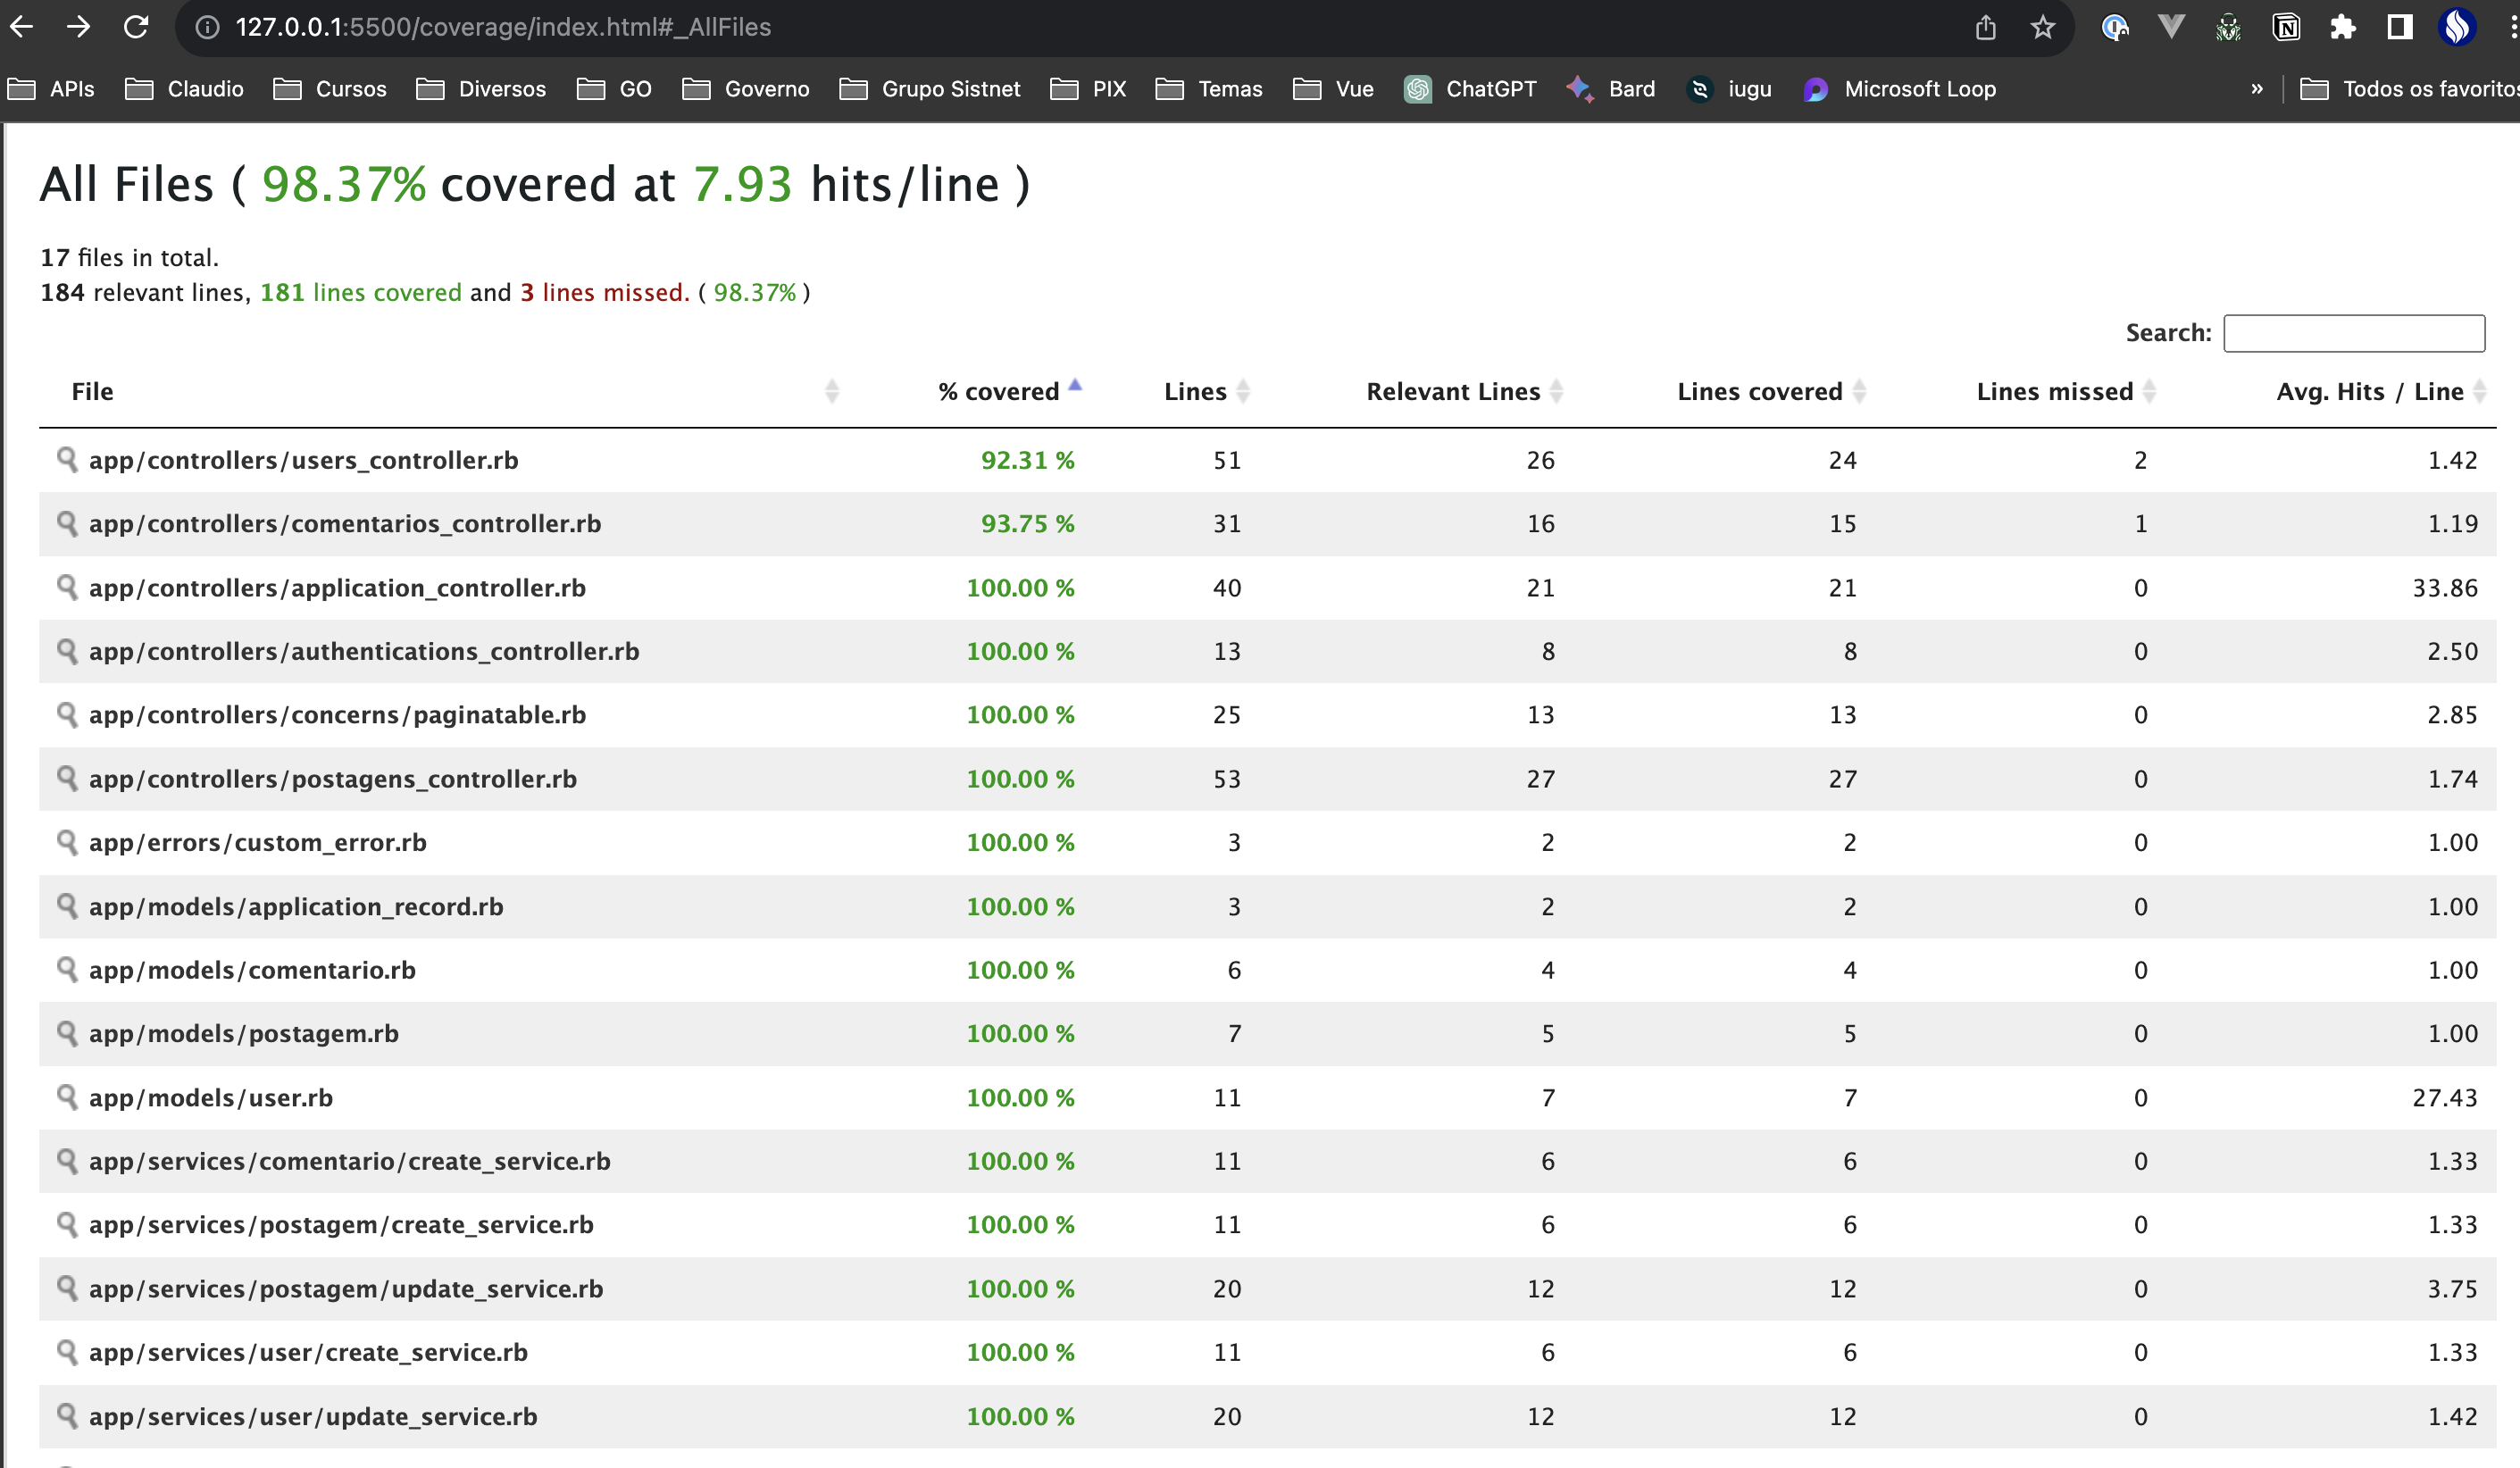 127.0.0.1:5500/coverage/index.html#_AllFiles
APIs Claudio Cursos Diversos GO Governo Grupo Sistnet PIX Temas Vue ChatGPT Bard iugu Microsoft Loop » Todos os favoritos
All Files ( 98.37% covered at 7.93 hits/line )
17 files in total.
184 relevant lines, 181 lines covered and 3 lines missed. ( 98.37% )
Search:
File % covered Lines Relevant Lines Lines covered Lines missed Avg. Hits / Line
app/controllers/users_controller.rb 92.31 % 51 26 24 2 1.42
app/controllers/comentarios_controller.rb 93.75 % 31 16 15 1 1.19
app/controllers/application_controller.rb 100.00 % 40 21 21 0 33.86
app/controllers/authentications_controller.rb 100.00 % 13 8 8 0 2.50
app/controllers/concerns/paginatable.rb 100.00 % 25 13 13 0 2.85
app/controllers/postagens_controller.rb 100.00 % 53 27 27 0 1.74
app/errors/custom_error.rb 100.00 % 3 2 2 0 1.00
app/models/application_record.rb 100.00 % 3 2 2 0 1.00
app/models/comentario.rb 100.00 % 6 4 4 0 1.00
app/models/postagem.rb 100.00 % 7 5 5 0 1.00
app/models/user.rb 100.00 % 11 7 7 0 27.43
app/services/comentario/create_service.rb 100.00 % 11 6 6 0 1.33
app/services/postagem/create_service.rb 100.00 % 11 6 6 0 1.33
app/services/postagem/update_service.rb 100.00 % 20 12 12 0 3.75
app/services/user/create_service.rb 100.00 % 11 6 6 0 1.33
app/services/user/update_service.rb 100.00 % 20 12 12 0 1.42